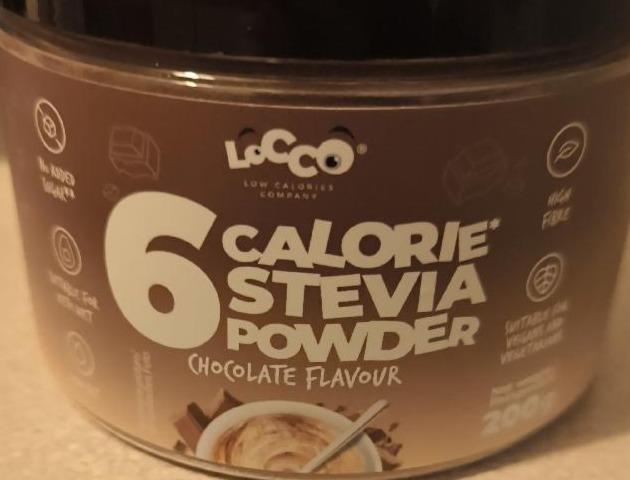 LoCCO®
LOW CALORIES
COMPANY
6 CALORIE*
STEVIA
POWDER
CHOCOLATE FLAVOUR
No ADDED
SUGAR**
SUITABLE FOR
HIGH
FIBRE
SUITABLE FOR
VEGANS AND
VEGETARIANS
200g